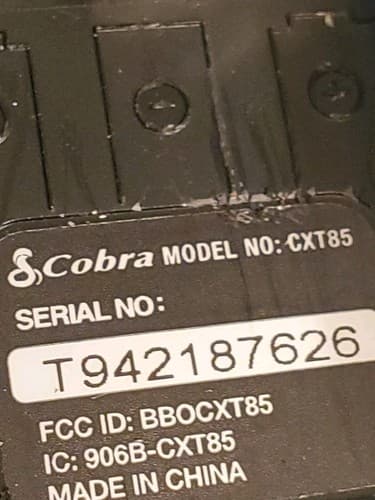 Cobra MODEL NO: CXT85
SERIAL NO:
T942187626
FCC ID: BBOCXT85
IC: 906B-CXT85
MADE IN CHINA